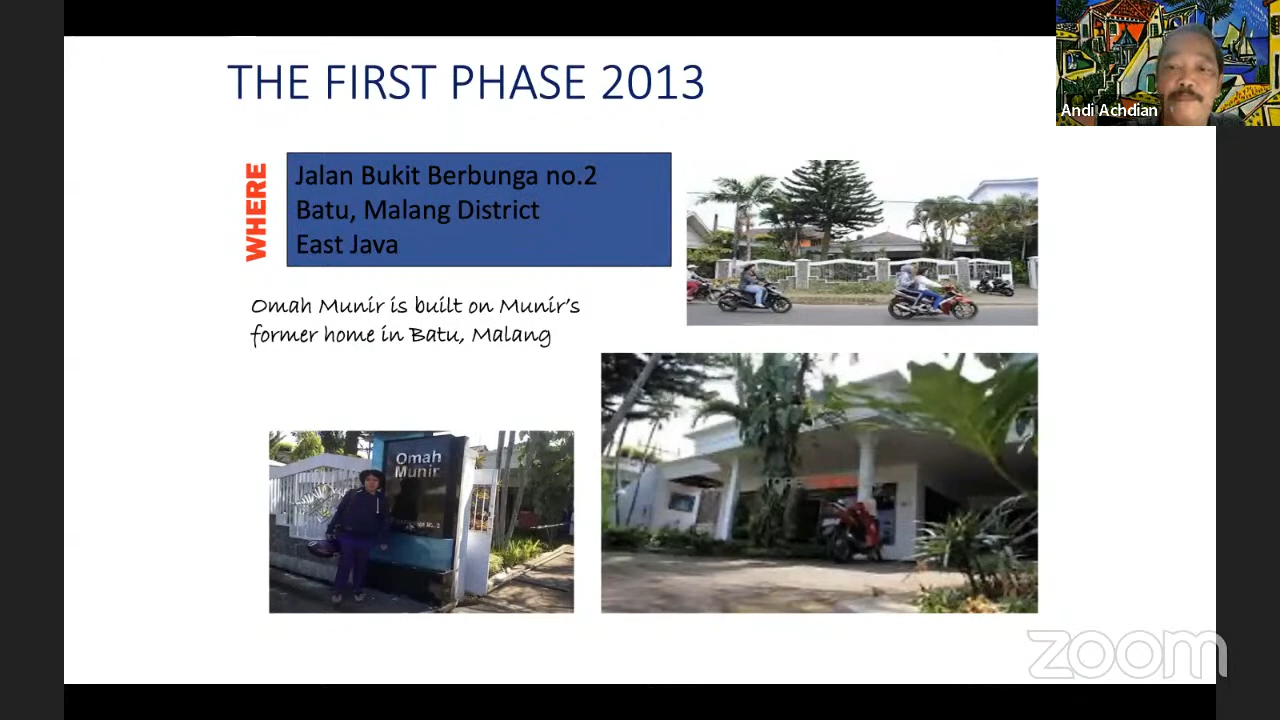 THE FIRST PHASE 2013
Andi Achdian
WHERE
Jalan Bukit Berbunga no.2
Batu, Malang District
East Java
Omah Munir is built on Munir's
former home in Batu, Malang
Omah
Munir
zoom